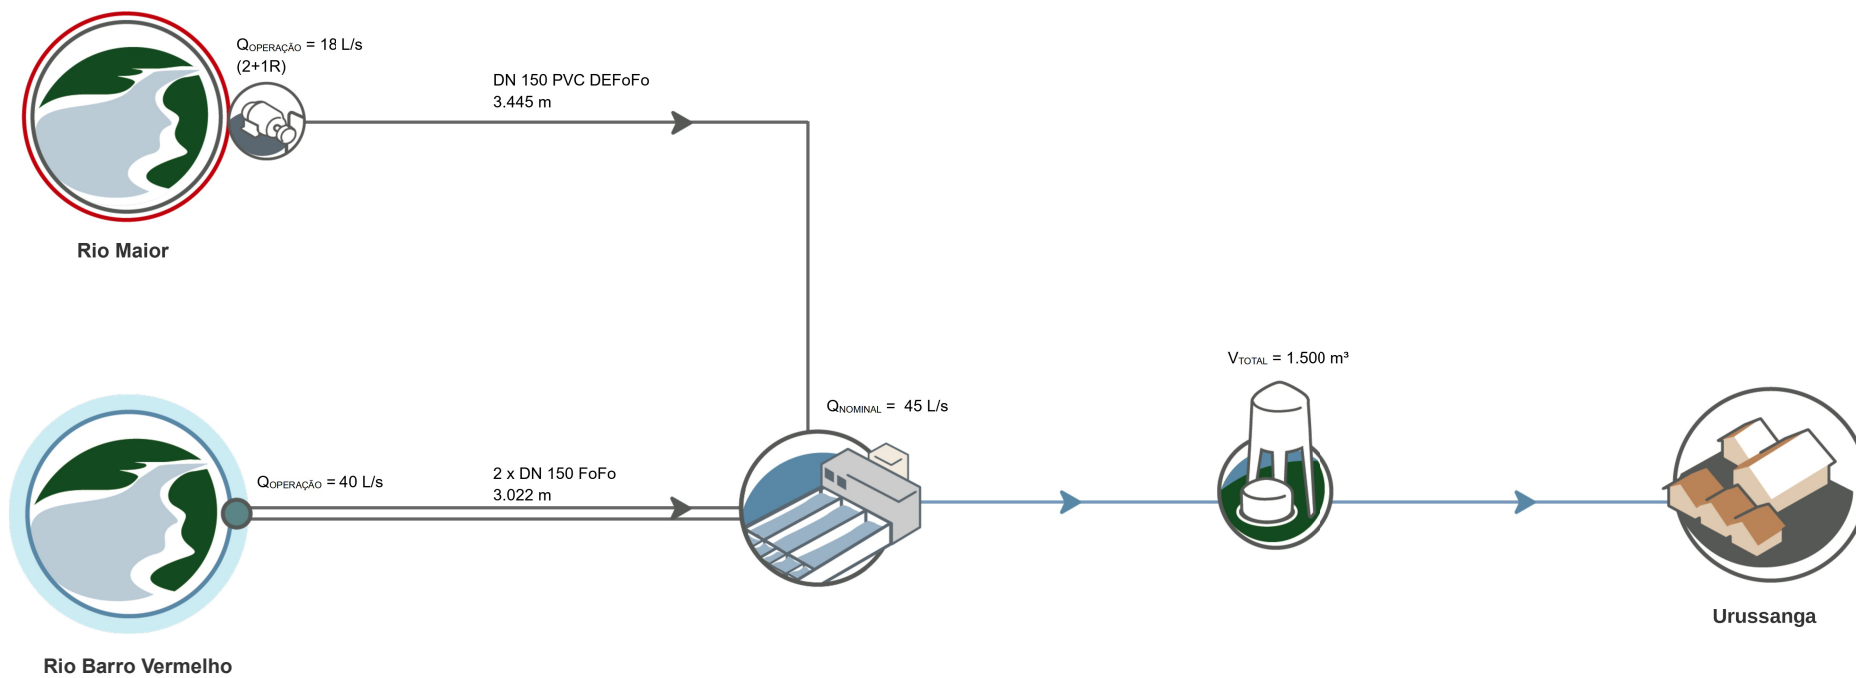 QOPERAÇÃO = 18 L/s
(2+1R)
DN 150 PVC DEFoFo
3.445 m
Rio Maior
VTOTAL = 1.500 m³
QNOMINAL = 45 L/s
QOPERAÇÃO = 40 L/s
2 x DN 150 FoFo
3.022 m
Urussanga
Rio Barro Vermelho